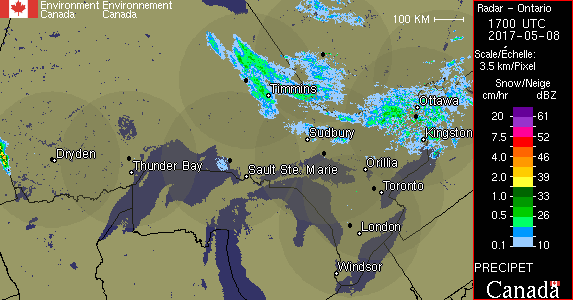 Environment Environnement
Canada Canada
100 KM
Radar - Ontario
1700 UTC
2017-05-08
Scale/Échelle:
3.5 km/Pixel
Snow/Neige
cm/hr dBZ
20 61
7.5 52
4.0 46
2.0 39
1.0 33
0.5 26
0.2 20
0.1 10
PRECIPET
Canada
Timmins
Ottawa
Sudbury
Kingston
Dryden
Thunder Bay
Sault Ste. Marie
Orillia
Toronto
London
Windsor